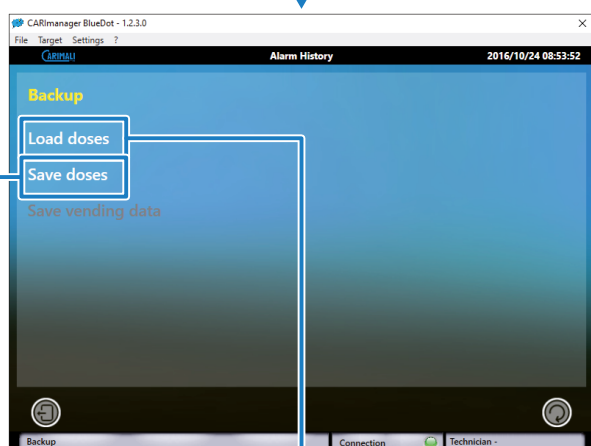 CARImanager BlueDot - 1.2.3.0
File Target Settings ?
CARIMALI Alarm History 2016/10/24 08:53:52
Backup
Load doses
Save doses
Save vending data
Backup Connection Technician -